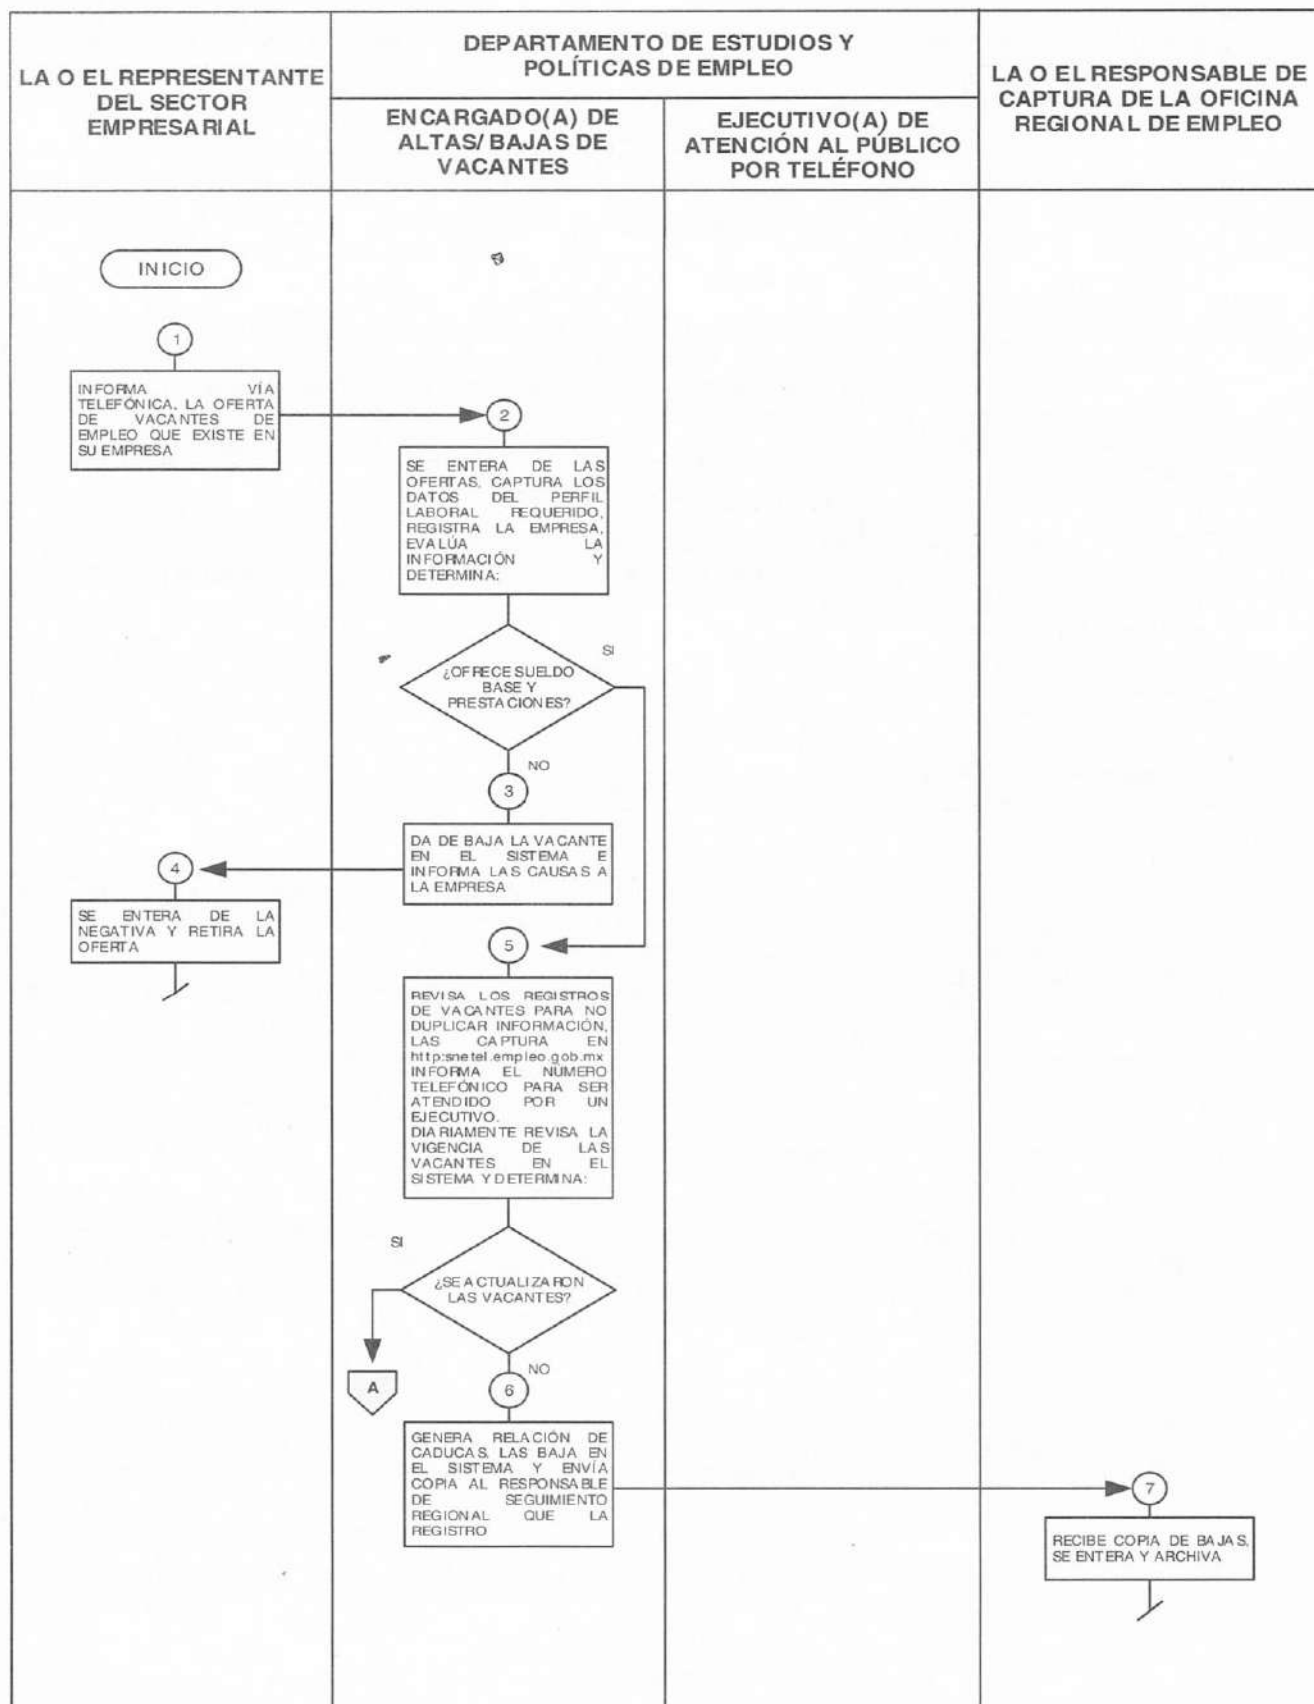 LA O EL REPRESENTANTE
DEL SECTOR
EMPRESARIAL
DEPARTAMENTO DE ESTUDIOS Y
POLÍTICAS DE EMPLEO
ENCARGADO(A) DE
ALTAS/BAJAS DE
VACANTES
EJECUTIVO(A) DE
ATENCIÓN AL PÚBLICO
POR TELÉFONO
LA O EL RESPONSABLE DE
CAPTURA DE LA OFICINA
REGIONAL DE EMPLEO
INICIO
1
INFORMA VÍA
TELEFÓNICA, LA OFERTA
DE VACANTES DE
EMPLEO QUE EXISTE EN
SU EMPRESA
2
SE ENTERA DE LAS
OFERTAS, CAPTURA LOS
DATOS DEL PERFIL
LABORAL REQUERIDO,
REGISTRA LA EMPRESA,
EVALÚA LA
INFORMACIÓN Y
DETERMINA:
¿OFRECE SUELDO
BASE Y
PRESTACIONES?
SI
NO
3
DA DE BAJA LA VACANTE
EN EL SISTEMA E
INFORMA LAS CAUSAS A
LA EMPRESA
4
SE ENTERA DE LA
NEGATIVA Y RETIRA LA
OFERTA
5
REVISA LOS REGISTROS
DE VACANTES PARA NO
DUPLICAR INFORMACIÓN,
LAS CAPTURA EN
http:snetel.empleo.gob.mx
INFORMA EL NÚMERO
TELEFÓNICO PARA SER
ATENDIDO POR UN
EJECUTIVO.
DIARIAMENTE REVISA LA
VIGENCIA DE LAS
VACANTES EN EL
SISTEMA Y DETERMINA:
SI
¿SE ACTUALIZARON
LAS VACANTES?
A
NO
6
GENERA RELACIÓN DE
CADUCAS, LAS BAJA EN
EL SISTEMA Y ENVÍA
COPIA AL RESPONSABLE
DE SEGUIMIENTO
REGIONAL QUE LA
REGISTRO
7
RECIBE COPIA DE BAJAS,
SE ENTERA Y ARCHIVA